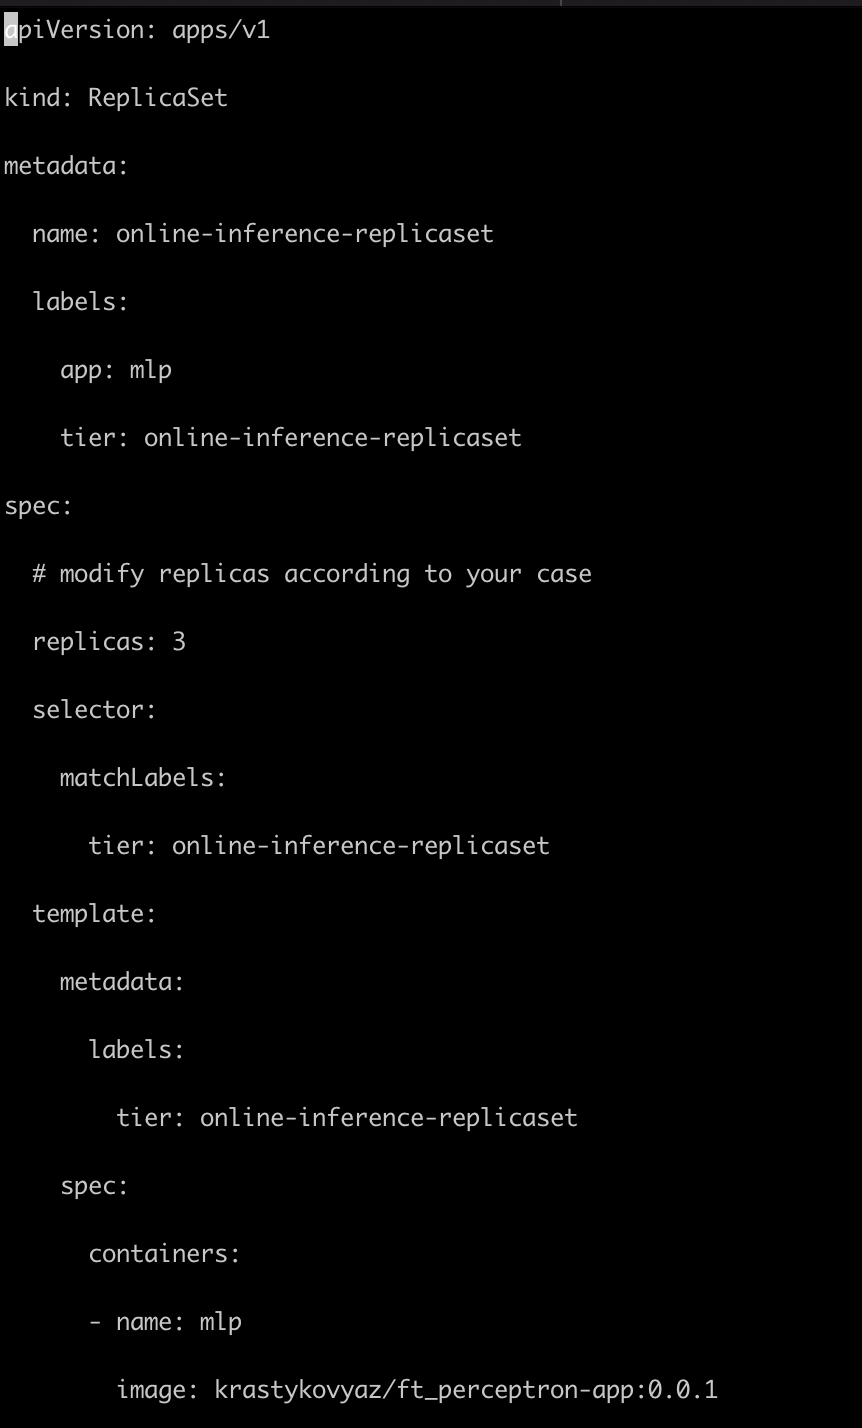 apiVersion: apps/v1
kind: ReplicaSet
metadata:
  name: online-inference-replicaset
  labels:
    app: mlp
    tier: online-inference-replicaset
spec:
  # modify replicas according to your case
  replicas: 3
  selector:
    matchLabels:
      tier: online-inference-replicaset
  template:
    metadata:
      labels:
        tier: online-inference-replicaset
    spec:
      containers:
      - name: mlp
        image: krastykovyaz/ft_perceptron-app:0.0.1